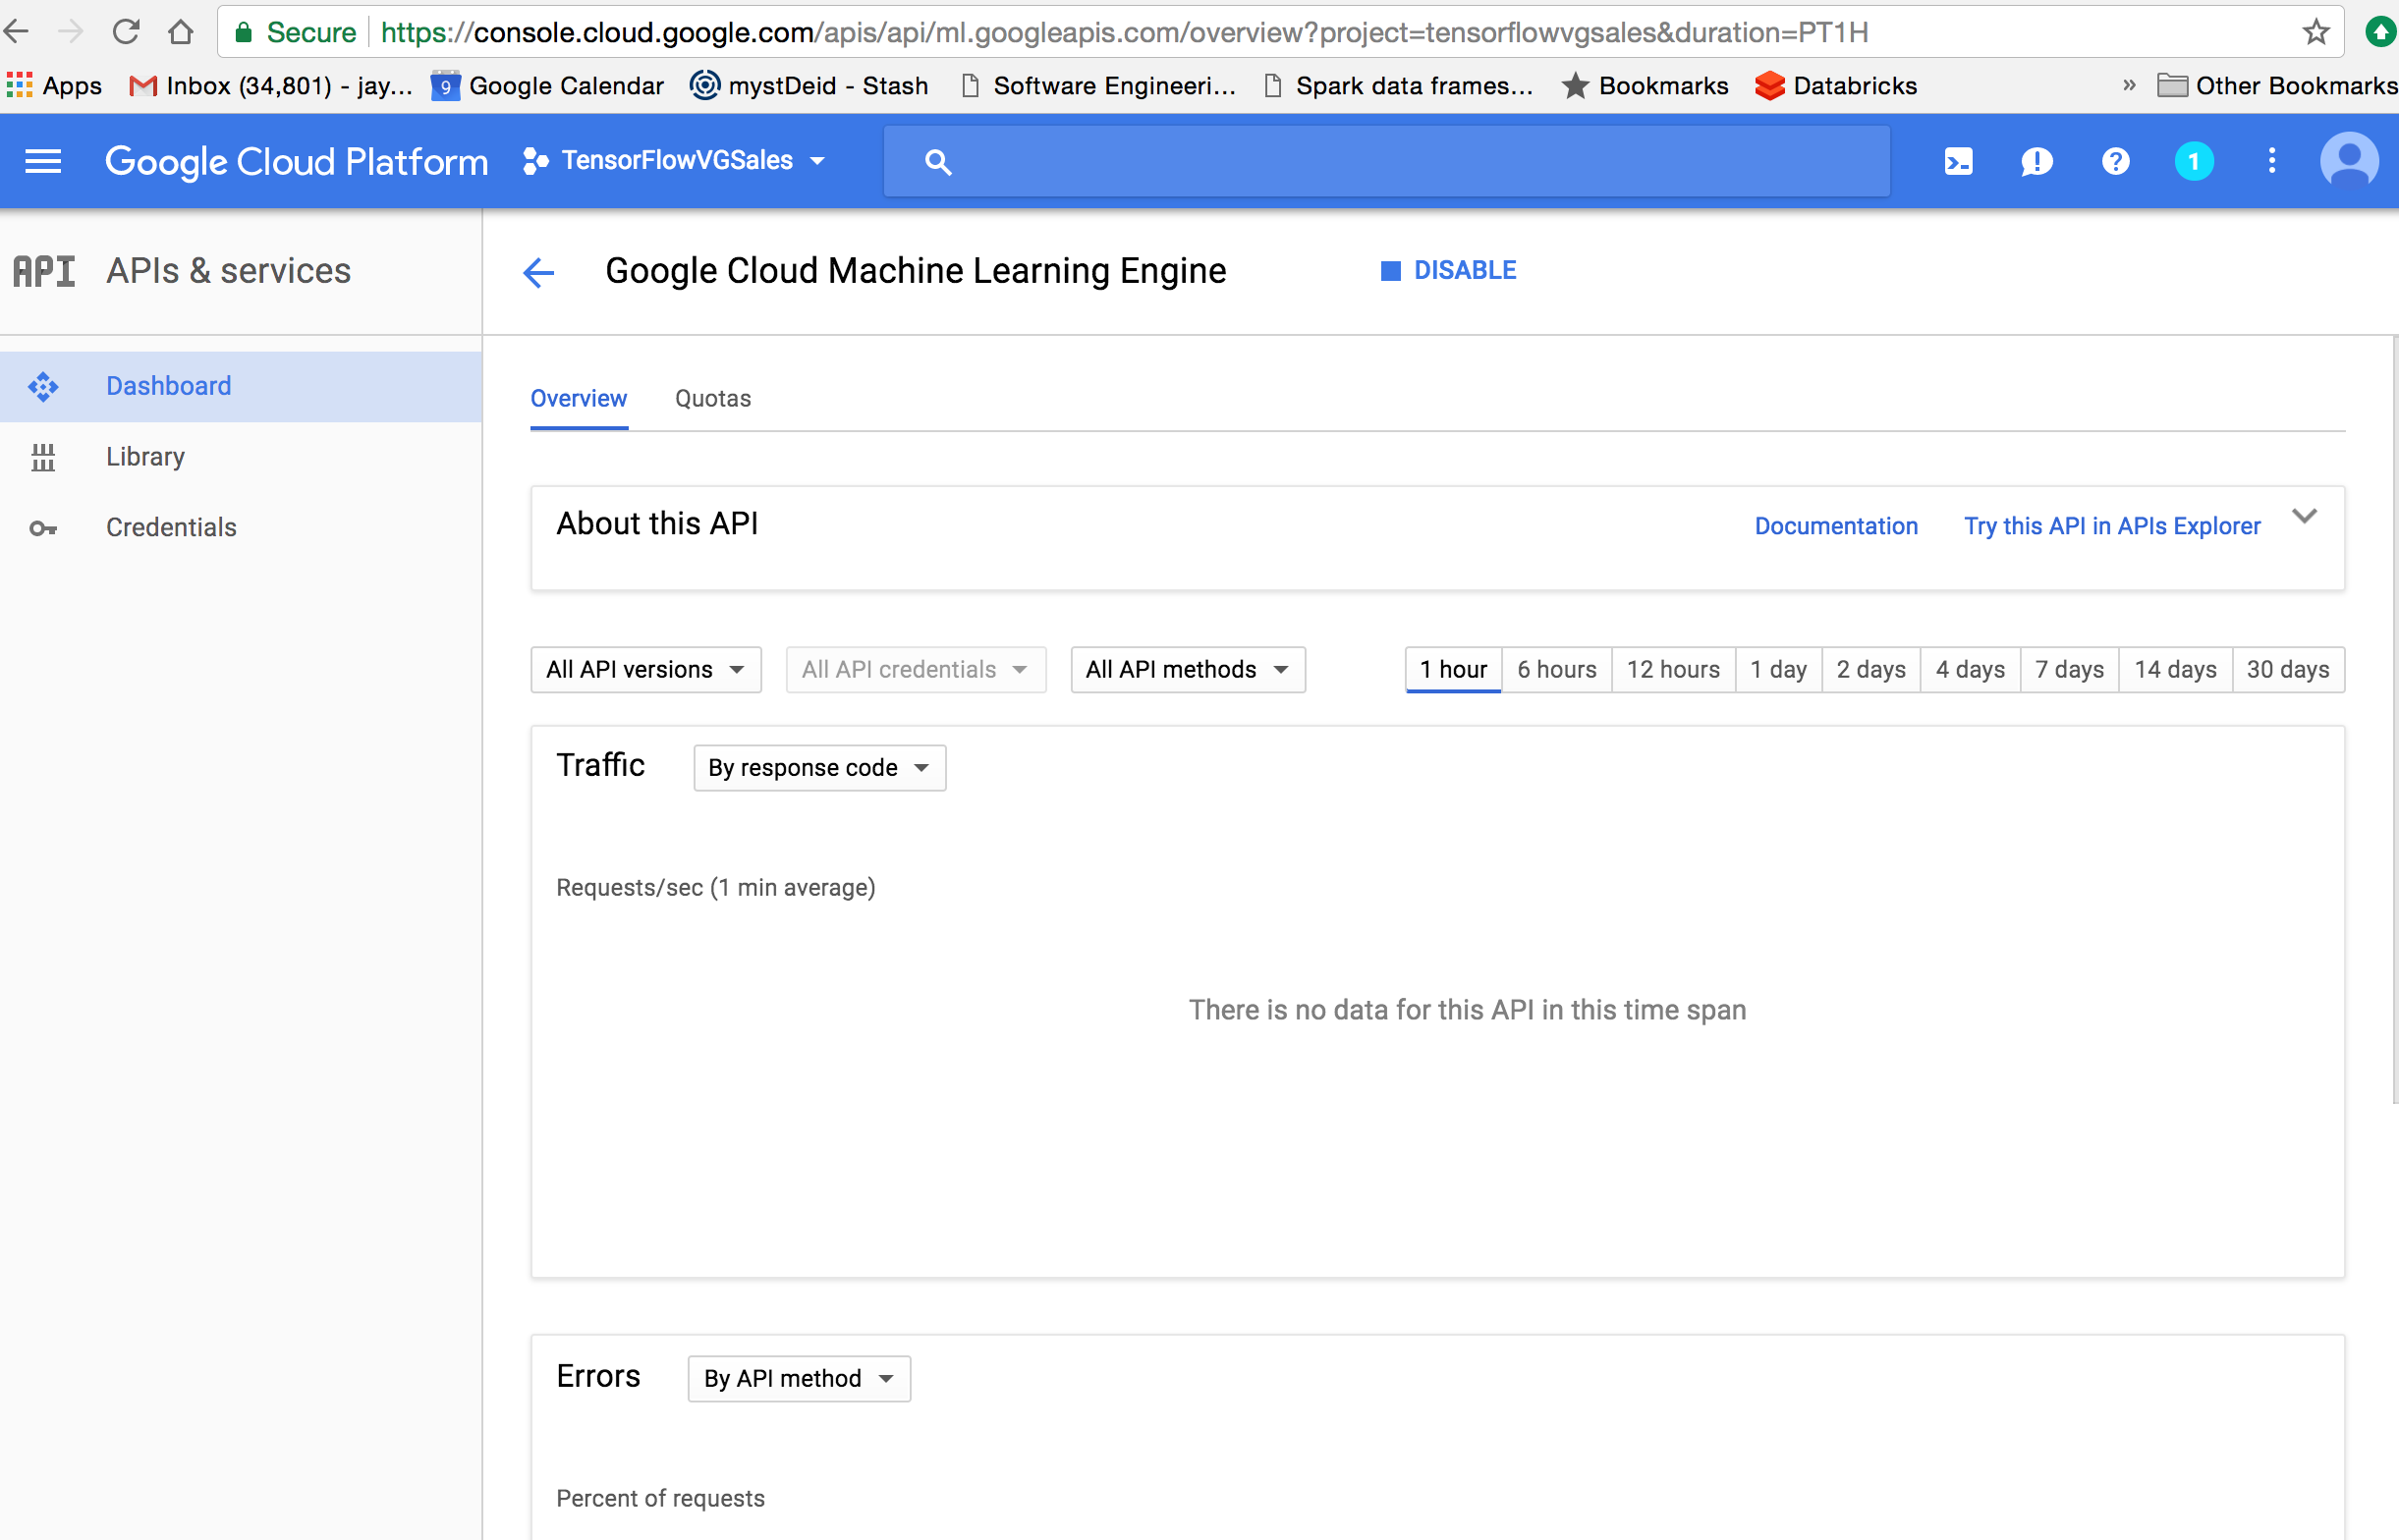 Secure https://console.cloud.google.com/apis/api/ml.googleapis.com/overview?project=tensorflowvgsales&duration=PT1H
Apps Inbox (34,801) - jay... 9 Google Calendar mystDeid - Stash Software Engineeri... Spark data frames... Bookmarks Databricks » Other Bookmarks
Google Cloud Platform TensorFlowVGSales 1
API APIs & services Google Cloud Machine Learning Engine DISABLE
Dashboard
Library
Credentials
Overview Quotas
About this API Documentation Try this API in APIs Explorer
All API versions All API credentials All API methods 1 hour 6 hours 12 hours 1 day 2 days 4 days 7 days 14 days 30 days
Traffic By response code
Requests/sec (1 min average)
There is no data for this API in this time span
Errors By API method
Percent of requests